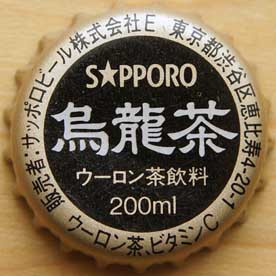 SAPPORO
烏龍茶
ウーロン茶飲料
200ml
販売者:サッポロビール株式会社E 東京都渋谷区恵比寿4-20-1
ウーロン茶、ビタミンC